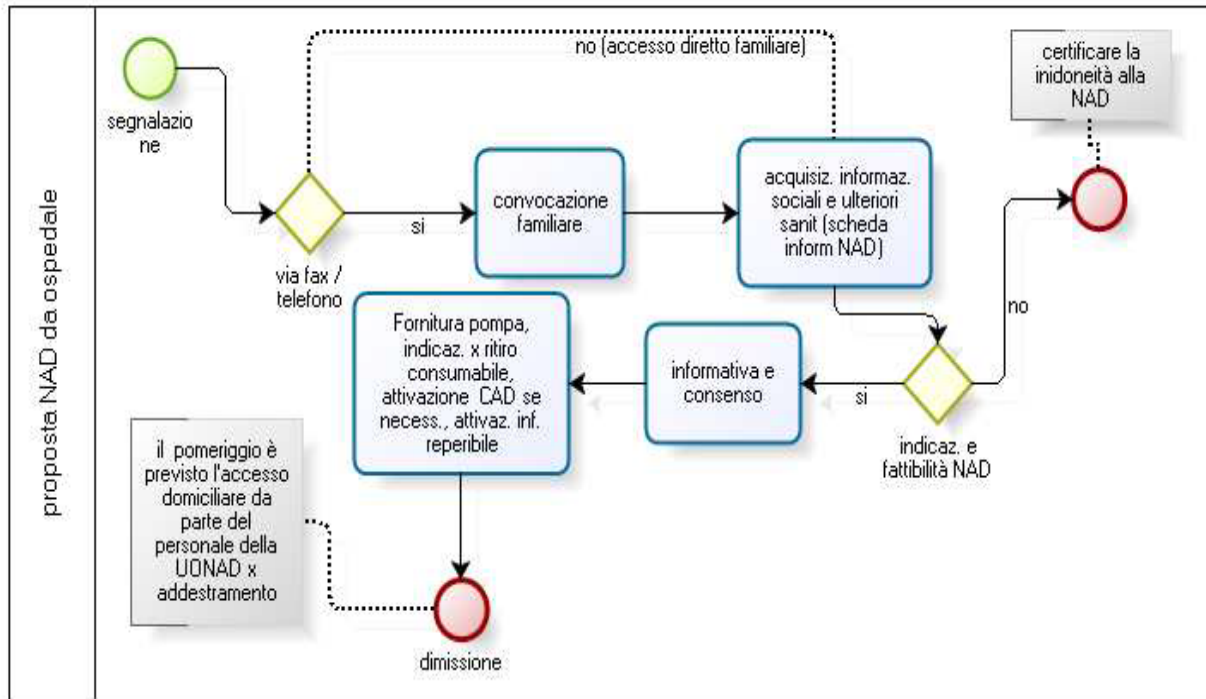 proposta NAD da ospedale
segnalazio
ne
no (accesso diretto familiare)
via fax /
telefono
si
convocazione
familiare
acquisiz. informaz.
sociali e ulteriori
sanit (scheda
inform NAD)
certificare la
inidoneità alla
NAD
no
indicaz. e
fattibilità NAD
si
informativa e
consenso
Fornitura pompa,
indicaz. x ritiro
consumabile,
attivazione CAD se
necess., attivaz. inf.
reperibile
il pomeriggio è
previsto l'accesso
domiciliare da
parte del
personale della
UONAD x
addestramento
dimissione